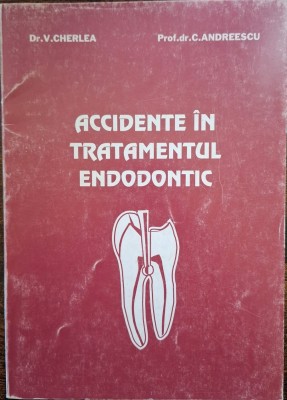 Dr.V.CHERLEA Prof.dr.C.ANDREESCU
ACCIDENTE ÎN
TRATAMENTUL
ENDODONTIC